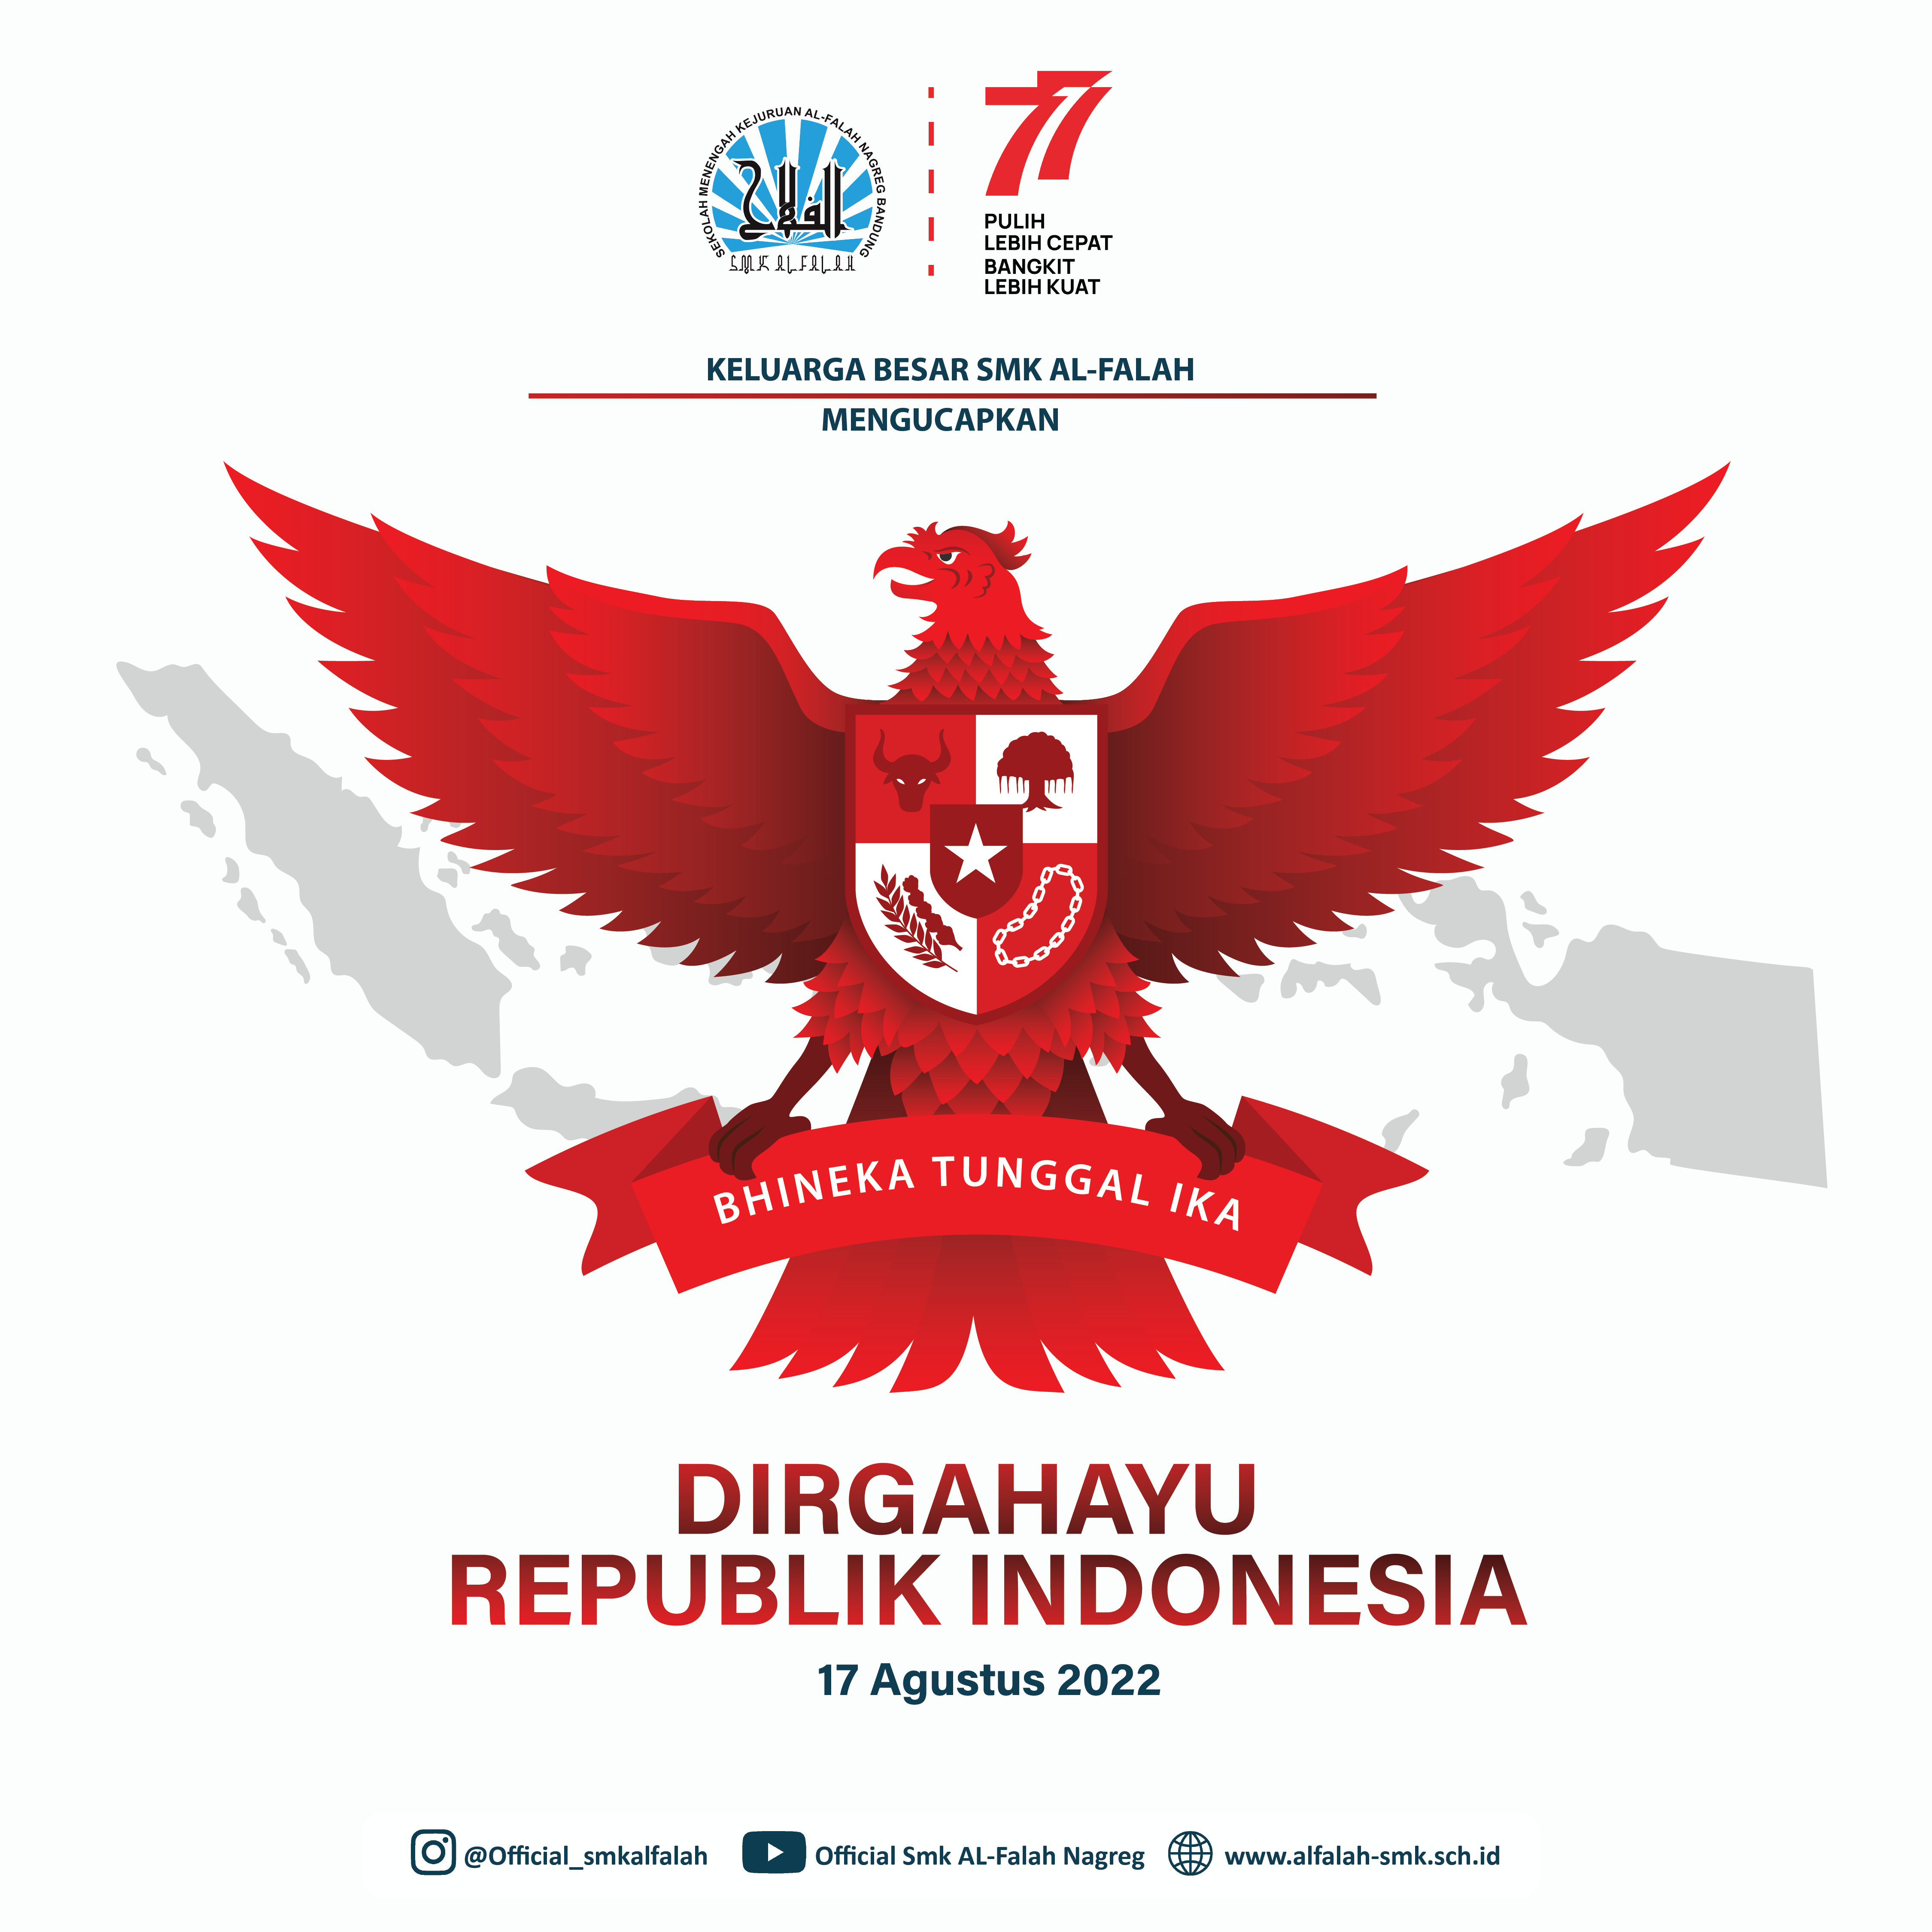 SEKOLAH MENENGAH KEJURUAN AL-FALAH NAGREG BANDUNG
الفلاح
SMK ALFALAH
77
PULIH
LEBIH CEPAT
BANGKIT
LEBIH KUAT
KELUARGA BESAR SMK AL-FALAH
MENGUCAPKAN
BHINEKA TUNGGAL IKA
DIRGAHAYU
REPUBLIK INDONESIA
17 Agustus 2022
@Official_smkalfalah
Official Smk AL-Falah Nagreg
www.alfalah-smk.sch.id